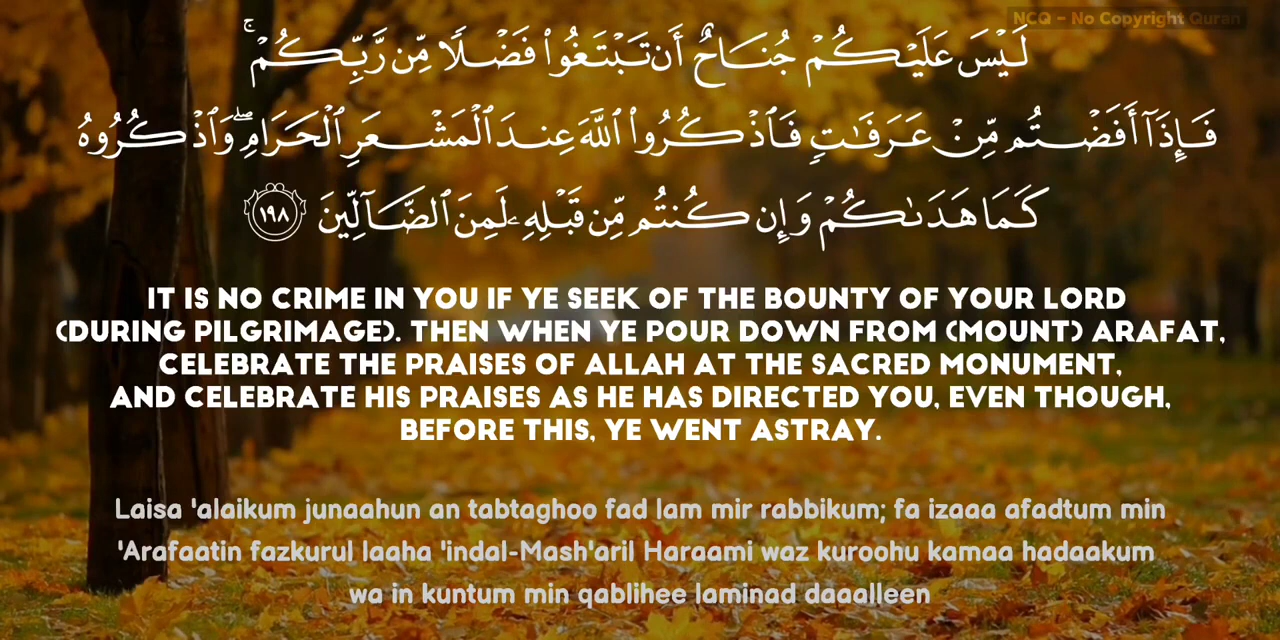 NCQ - No Copyright Quran
لَيْسَ عَلَيْكُمْ جُنَاحٌ أَن تَبْتَغُوا۟ فَضْلًا مِّن رَّبِّكُمْ ۚ
فَإِذَآ أَفَضْتُم مِّنْ عَرَفَـٰتٍ فَٱذْكُرُوا۟ ٱللَّهَ عِندَ ٱلْمَشْعَرِ ٱلْحَرَامِ ۖ وَٱذْكُرُوهُ
كَمَا هَدَىٰكُمْ وَإِن كُنتُم مِّن قَبْلِهِۦ لَمِنَ ٱلضَّآلِّينَ ١٩٨
IT IS NO CRIME IN YOU IF YE SEEK OF THE BOUNTY OF YOUR LORD
(DURING PILGRIMAGE). THEN WHEN YE POUR DOWN FROM (MOUNT) ARAFAT,
CELEBRATE THE PRAISES OF ALLAH AT THE SACRED MONUMENT,
AND CELEBRATE HIS PRAISES AS HE HAS DIRECTED YOU, EVEN THOUGH,
BEFORE THIS, YE WENT ASTRAY.
Laisa 'alaikum junaahun an tabtaghoo fad lam mir rabbikum; fa izaaa afadtum min
'Arafaatin fazkurul laaha 'indal-Mash'aril Haraami waz kuroohu kamaa hadaakum
wa in kuntum min qablihee laminad daaalleen